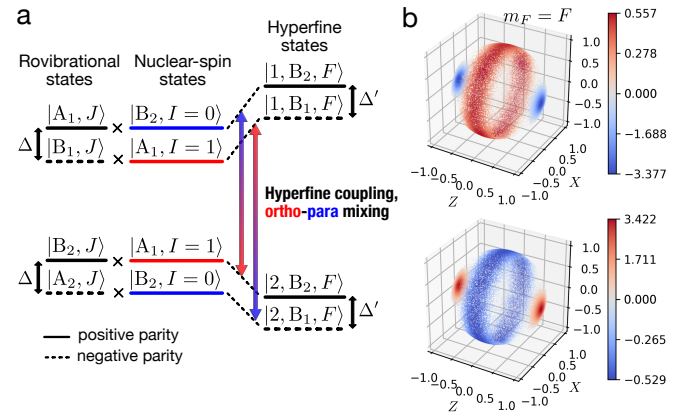 a
Rovibrational
states
Nuclear-spin
states
Hyperfine
states
|A₁, J⟩ × |B₂, I = 0⟩
|B₁, J⟩ × |A₁, I = 1⟩
Δ
|1, B₂, F⟩
|1, B₁, F⟩
Δ′
Hyperfine coupling,
ortho-para mixing
|B₂, J⟩ × |A₁, I = 1⟩
|A₂, J⟩ × |B₂, I = 0⟩
Δ
|2, B₂, F⟩
|2, B₁, F⟩
Δ′
positive parity
negative parity
b
m_F = F
1.0
0.5
0.0
−0.5
−1.0
−1.0
−0.5
0.0
0.5
1.0
Z
−1.0
−0.5
0.0
0.5
1.0
X
0.557
0.278
0.000
−1.688
−3.377
1.0
0.5
0.0
−0.5
−1.0
−1.0
−0.5
0.0
0.5
1.0
Z
−1.0
−0.5
0.0
0.5
1.0
X
3.422
1.711
0.000
−0.265
−0.529